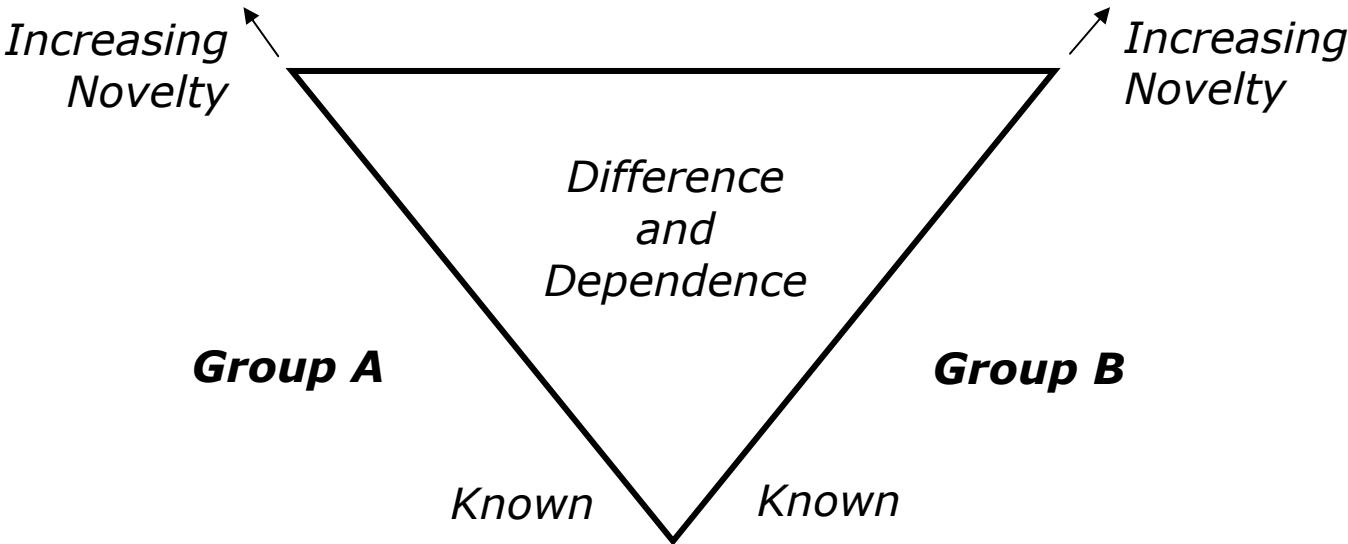 Increasing
Novelty
Increasing
Novelty
Difference
and
Dependence
Group A
Group B
Known
Known